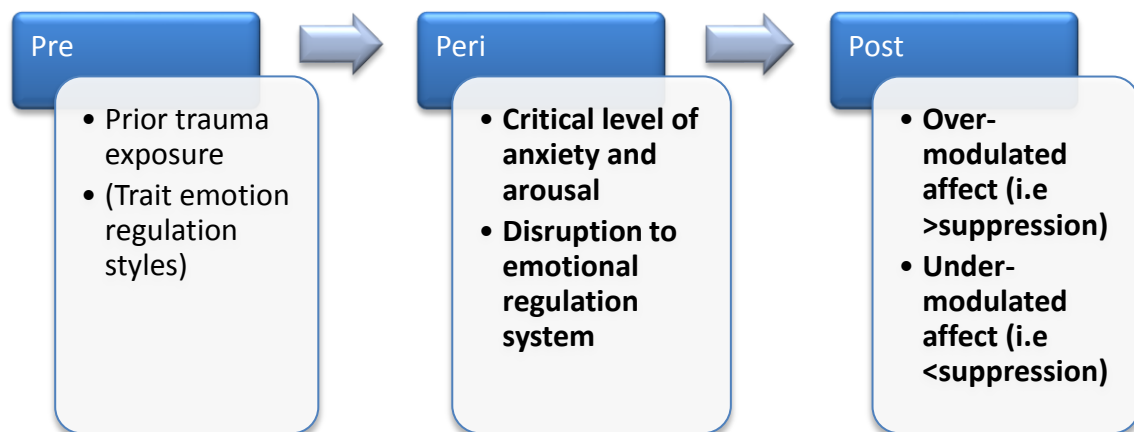 Pre
• Prior trauma
exposure
• (Trait emotion
regulation
styles)
Peri
• Critical level of
anxiety and
arousal
• Disruption to
emotional
regulation
system
Post
• Over-
modulated
affect (i.e
>suppression)
• Under-
modulated
affect (i.e
<suppression)